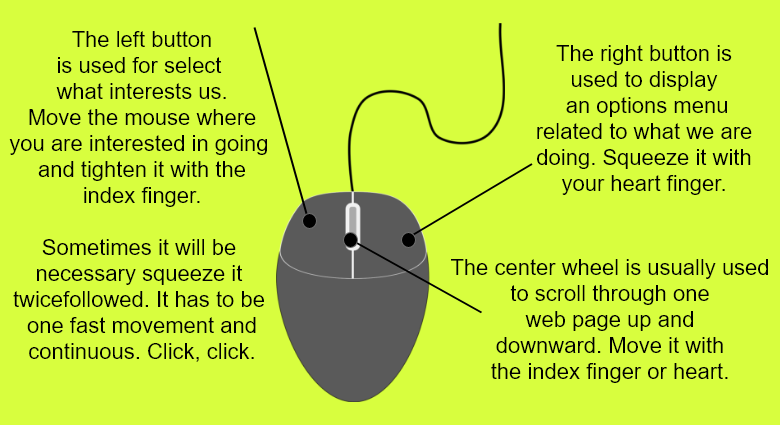 The left button
is used for select
what interests us.
Move the mouse where
you are interested in going
and tighten it with the
index finger.
Sometimes it will be
necessary squeeze it
twicefollowed. It has to be
one fast movement and
continuous. Click, click.
The right button is
used to display
an options menu
related to what we are
doing. Squeeze it with
your heart finger.
The center wheel is usually used
to scroll through one
web page up and
downward. Move it with
the index finger or heart.